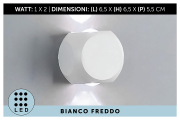 WATT: 1 X 2 | DIMENSIONI: (L) 6,5 X (H) 6,5 X (P) 5,5 CM
LED
BIANCO FREDDO